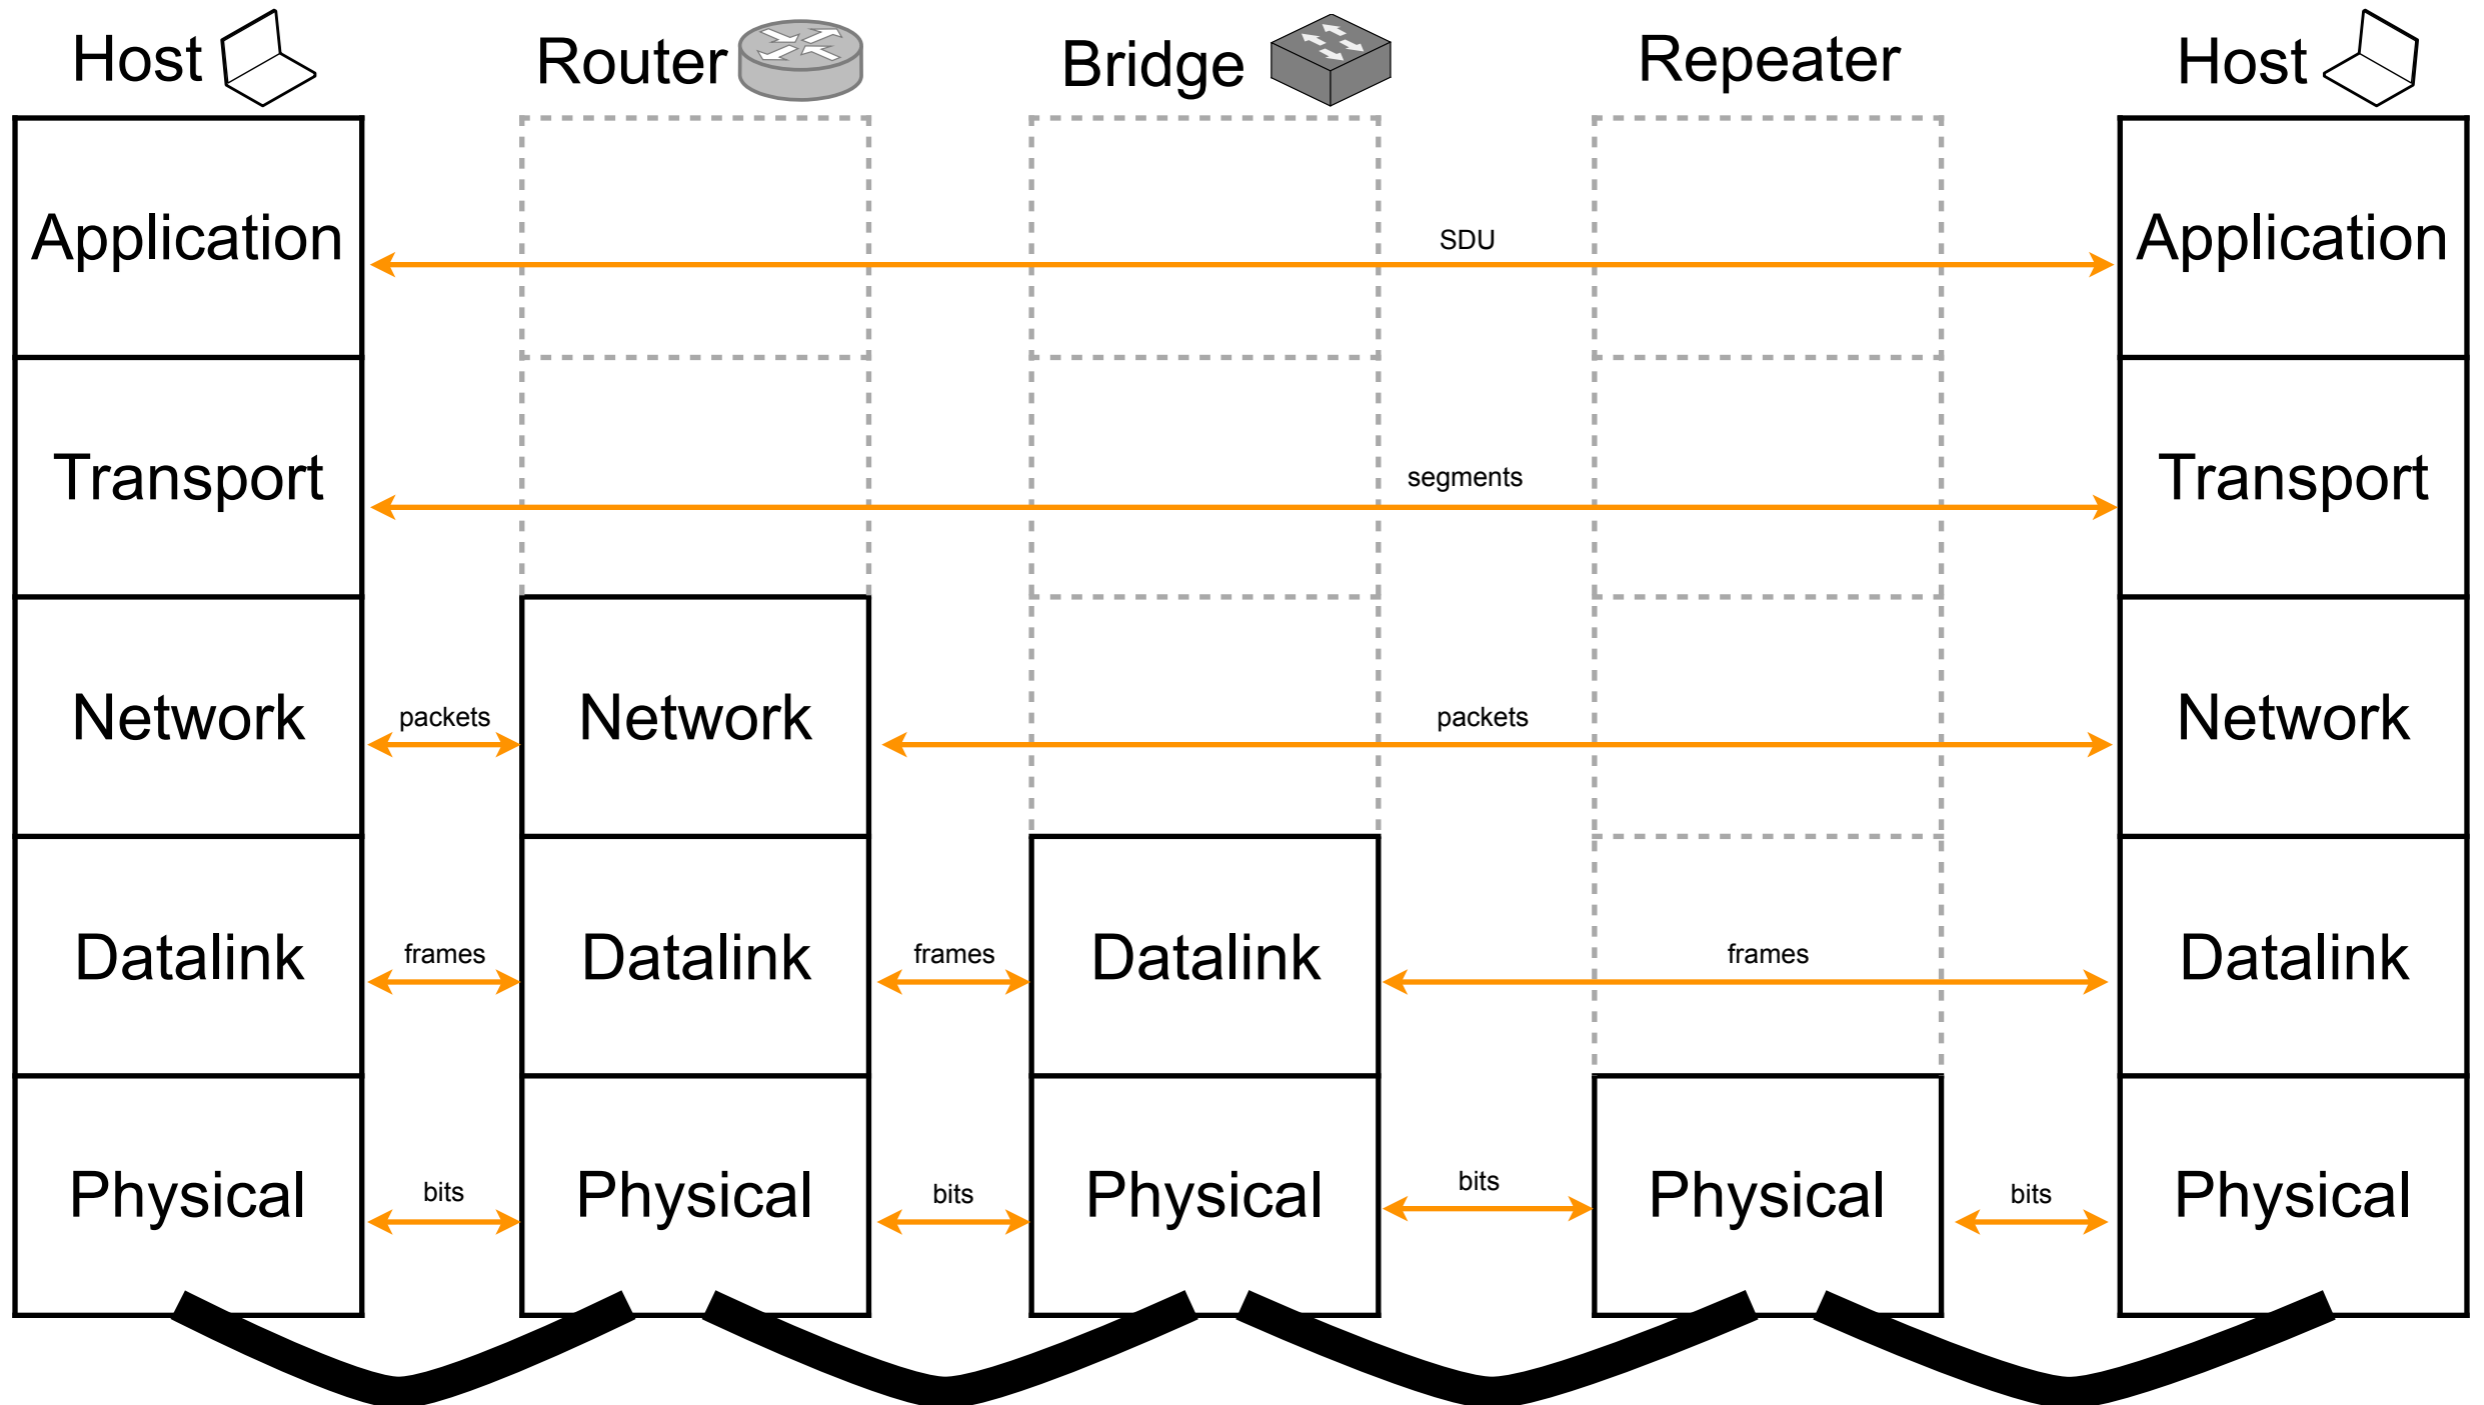 Host
Router
Bridge
Repeater
Host
Application
SDU
Application
Transport
segments
Transport
Network
packets
Network
packets
Network
Datalink
frames
Datalink
frames
Datalink
frames
Datalink
Physical
bits
Physical
bits
Physical
bits
Physical
bits
Physical